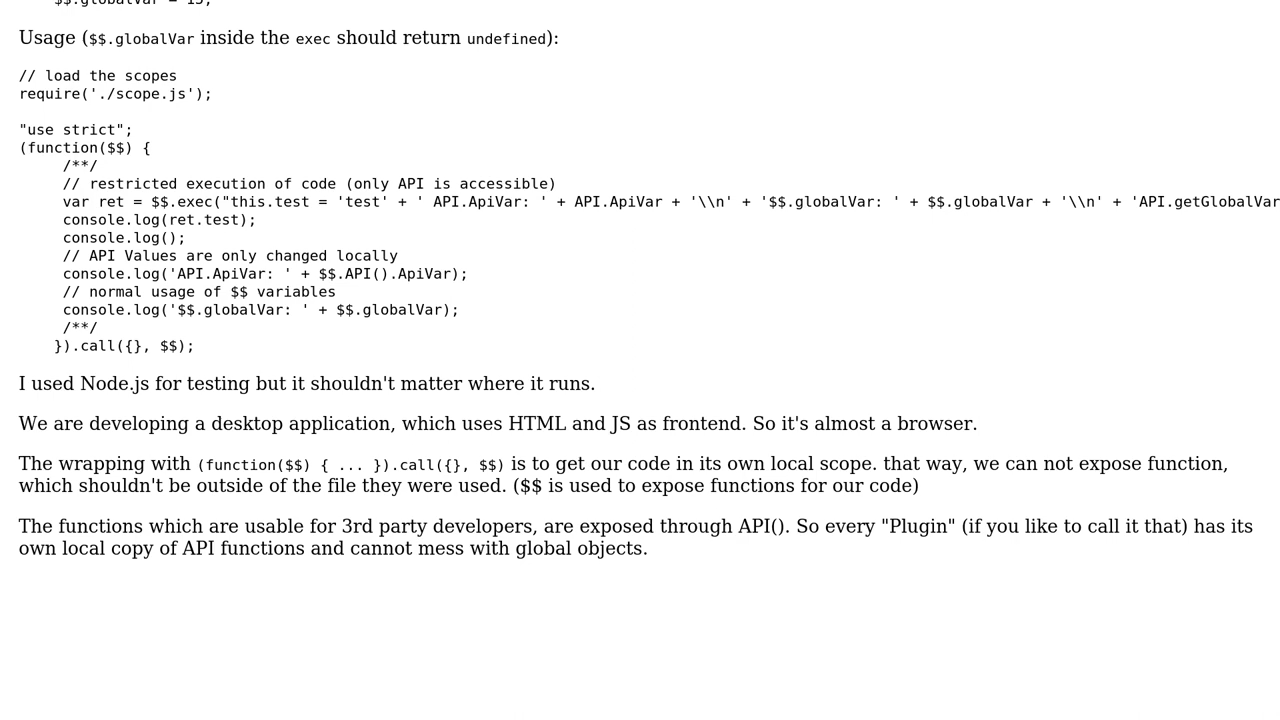 $$.globalVar = 15;
Usage ($$.globalVar inside the exec should return undefined):
// load the scopes
require('./scope.js');
"use strict";
(function($$) {
/**/
// restricted execution of code (only API is accessible)
var ret = $$.exec("this.test = 'test' + ' API.ApiVar: ' + API.ApiVar + '\\n' + '$$.globalVar: ' + $$.globalVar + '\\n' + 'API.getGlobalVar
console.log(ret.test);
console.log();
// API Values are only changed locally
console.log('API.ApiVar: ' + $$.API().ApiVar);
// normal usage of $$ variables
console.log('$$.globalVar: ' + $$.globalVar);
/**/
}).call({}, $$);
I used Node.js for testing but it shouldn't matter where it runs.
We are developing a desktop application, which uses HTML and JS as frontend. So it's almost a browser.
The wrapping with (function($$) { ... }).call({}, $$) is to get our code in its own local scope. that way, we can not expose function,
which shouldn't be outside of the file they were used. ($$ is used to expose functions for our code)
The functions which are usable for 3rd party developers, are exposed through API(). So every "Plugin" (if you like to call it that) has its
own local copy of API functions and cannot mess with global objects.